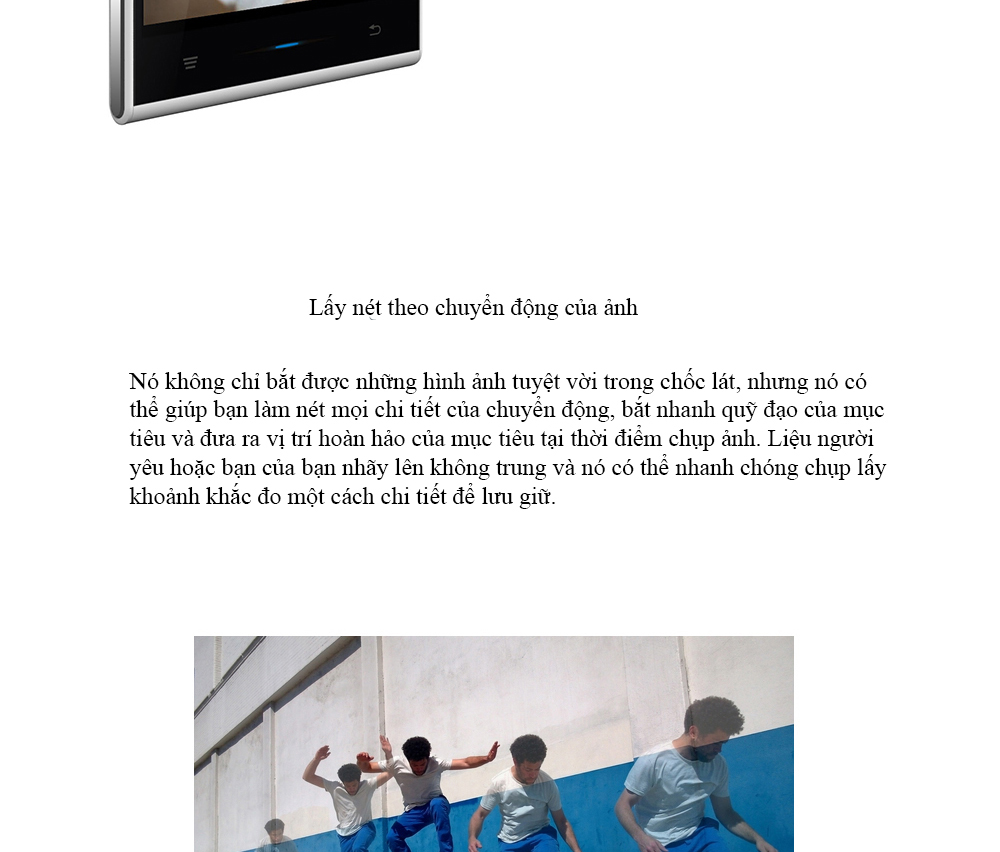 Lấy nét theo chuyển động của ảnh
Nó không chỉ bắt được những hình ảnh tuyệt vời trong chốc lát, nhưng nó có
thể giúp bạn làm nét mọi chi tiết của chuyển động, bắt nhanh quỹ đạo của mục
tiêu và đưa ra vị trí hoàn hảo của mục tiêu tại thời điểm chụp ảnh. Liệu người
yêu hoặc bạn của bạn nhãy lên không trung và nó có thể nhanh chóng chụp lấy
khoảnh khắc đo một cách chi tiết để lưu giữ.